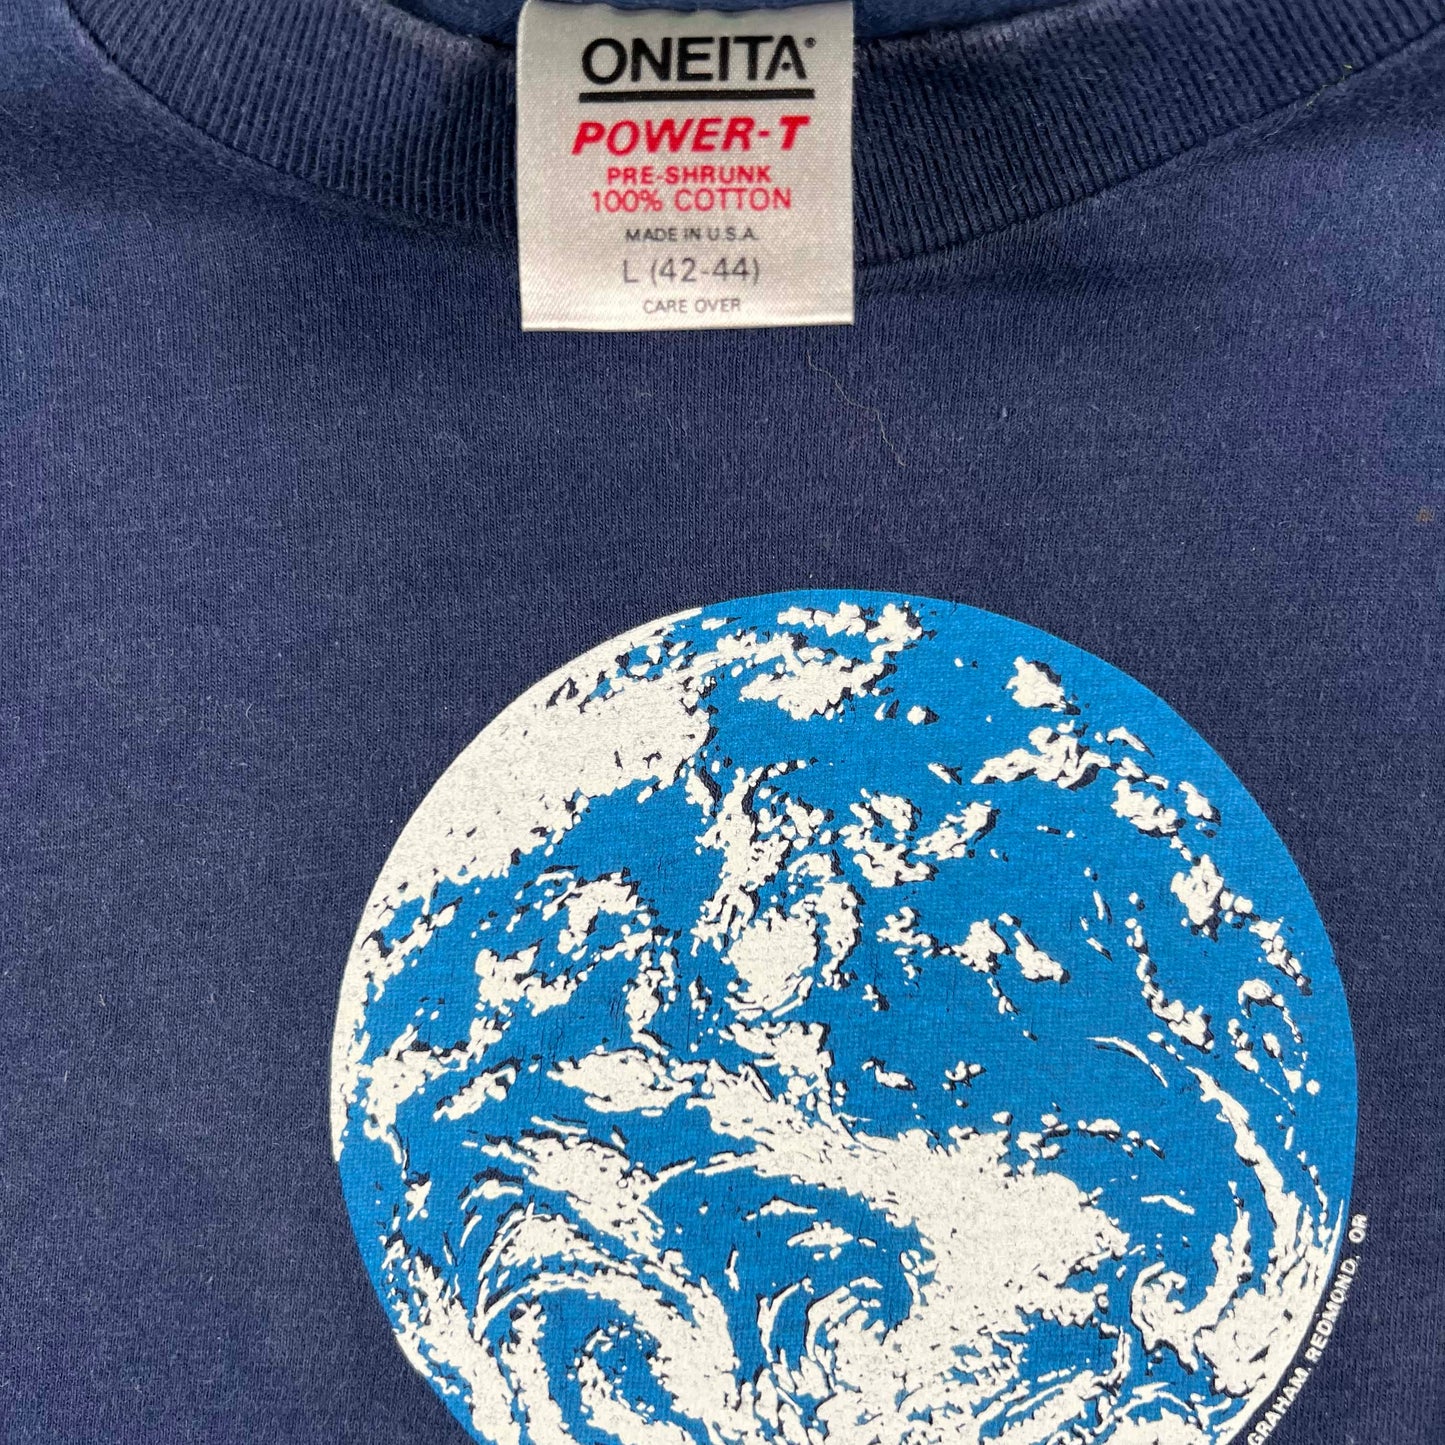 ONEITA®
POWER-T
PRE-SHRUNK
100% COTTON
MADE IN U.S.A.
L (42-44)
CARE OVER
GRAHAM REDMOND, OR